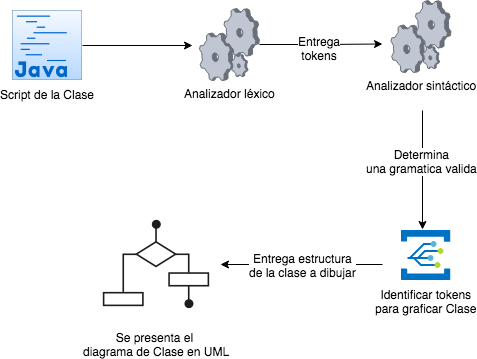 Java
Script de la Clase
Analizador léxico
Entrega
tokens
Analizador sintáctico
Determina
una gramatica valida
Identificar tokens
para graficar Clase
Entrega estructura
de la clase a dibujar
Se presenta el
diagrama de Clase en UML